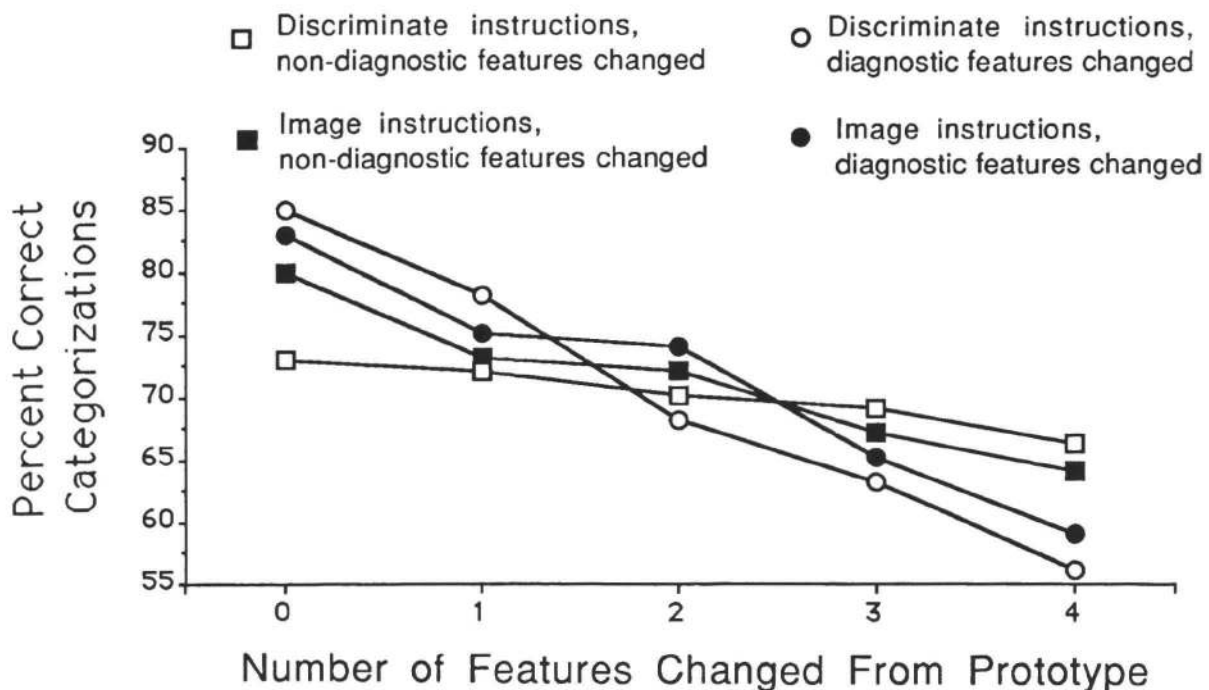 Discriminate instructions,
non-diagnostic features changed
Discriminate instructions,
diagnostic features changed
Image instructions,
non-diagnostic features changed
Image instructions,
diagnostic features changed
Percent Correct
Categorizations
90
85
80
75
70
65
60
55
0 1 2 3 4
Number of Features Changed From Prototype